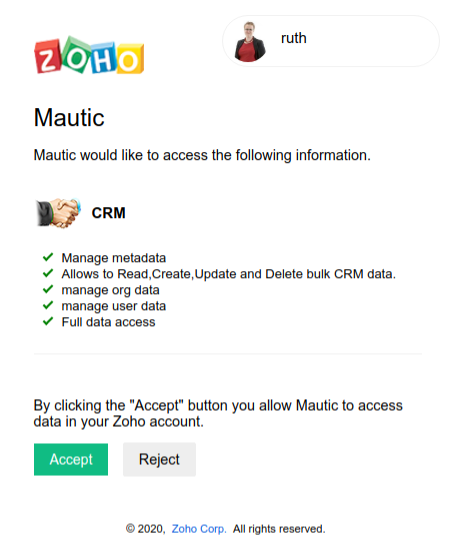 ZOHO
ruth
Mautic
Mautic would like to access the following information.
CRM
Manage metadata
Allows to Read,Create,Update and Delete bulk CRM data.
manage org data
manage user data
Full data access
By clicking the "Accept" button you allow Mautic to access
data in your Zoho account.
Accept
Reject
© 2020, Zoho Corp. All rights reserved.